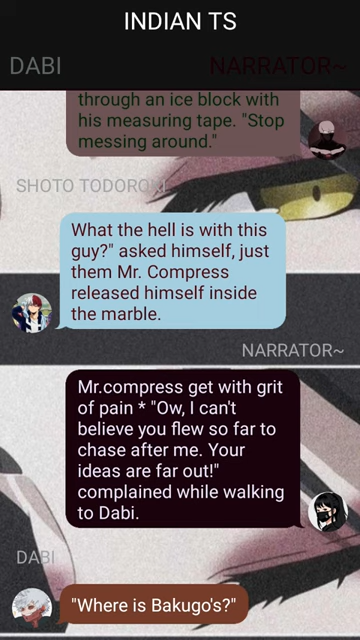 INDIAN TS
DABI
NARRATOR~
through an ice block with
his measuring tape. "Stop
messing around."
SHOTO TODOROKI
What the hell is with this
guy?" asked himself, just
them Mr. Compress
released himself inside
the marble.
NARRATOR~
Mr.compress get with grit
of pain * "Ow, I can't
believe you flew so far to
chase after me. Your
ideas are far out!"
complained while walking
to Dabi.
DABI
"Where is Bakugo's?"